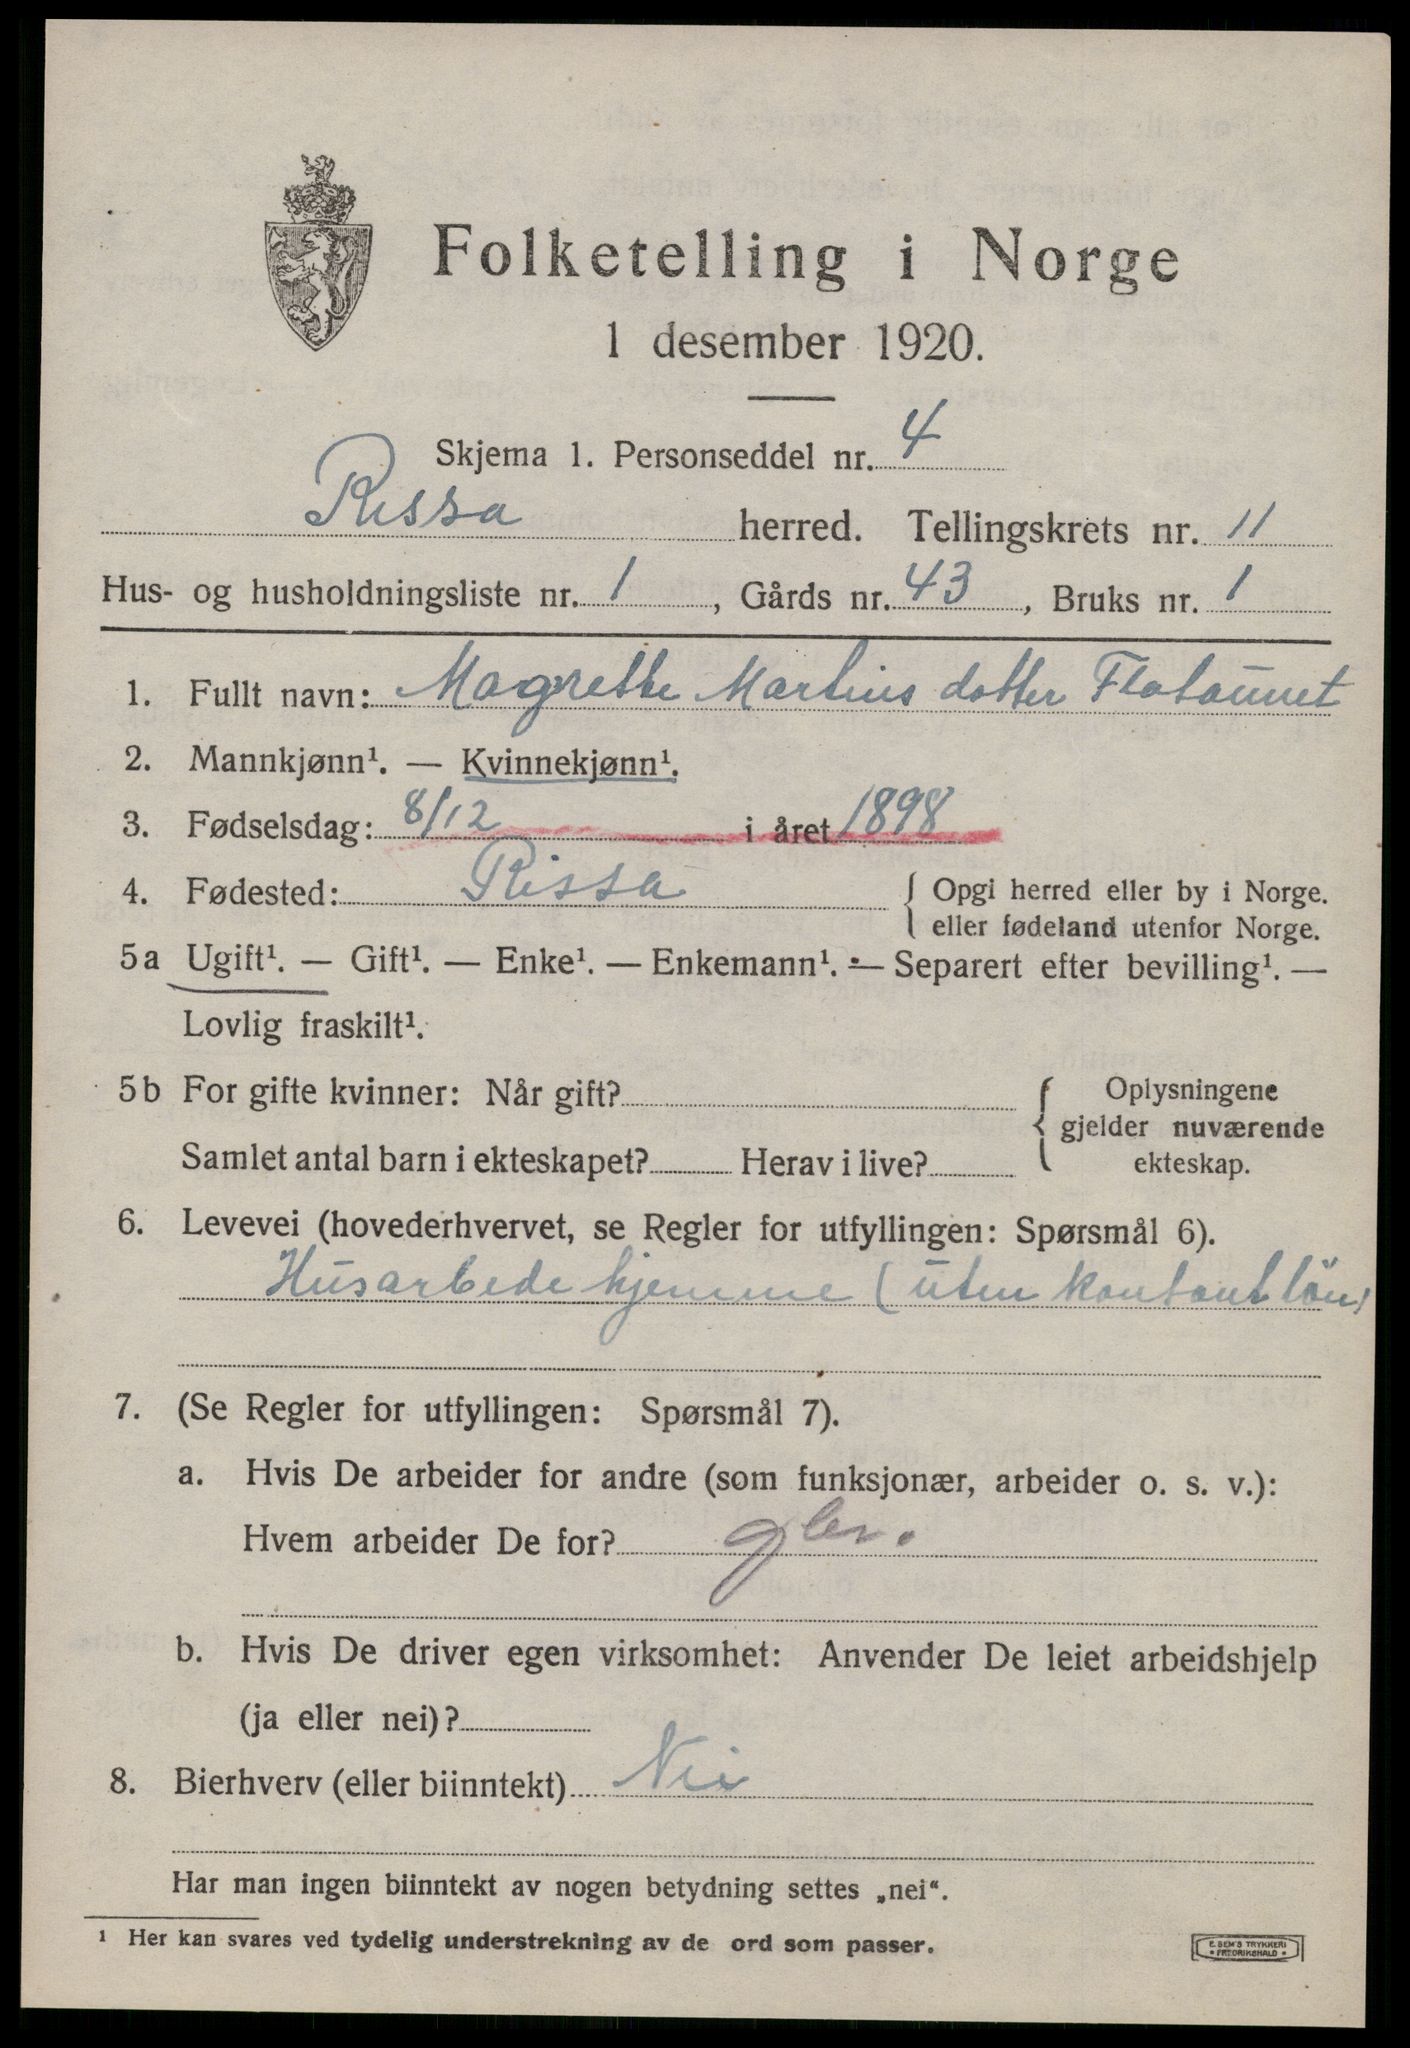 Folketelling i Norge
1 desember 1920.
Skjema 1. Personseddel nr. 4
Rissa herred. Tellingskrets nr. 11
Hus- og husholdningsliste nr. 1, Gårds nr. 43, Bruks nr. 1
1. Fullt navn: Magrethe Martins datter Flataunet
2. Mannkjønn¹. — Kvinnekjønn¹.
3. Fødselsdag: 8/12 i året 1898
4. Fødested: Rissa { Opgi herred eller by i Norge.
eller fødeland utenfor Norge.
5a Ugift¹. — Gift¹. — Enke¹. — Enkemann¹. — Separert efter bevilling¹. —
Lovlig fraskilt¹.
5b For gifte kvinner: Når gift? { Oplysningene
gjelder nuværende
Samlet antal barn i ekteskapet? Herav i live? ekteskap.
6. Levevei (hovederhvervet, se Regler for utfyllingen: Spørsmål 6).
Husarbede hjemme (uten kontant løn)
7. (Se Regler for utfyllingen: Spørsmål 7).
a. Hvis De arbeider for andre (som funksjonær, arbeider o. s. v.):
Hvem arbeider De for?
b. Hvis De driver egen virksomhet: Anvender De leiet arbeidshjelp
(ja eller nei)?
8. Bierhverv (eller biinntekt) Nei
Har man ingen biinntekt av nogen betydning settes „nei“.
¹ Her kan svares ved tydelig understrekning av de ord som passer.
E. SEM'S TRYKKERI
• FREDRIKSHALD •